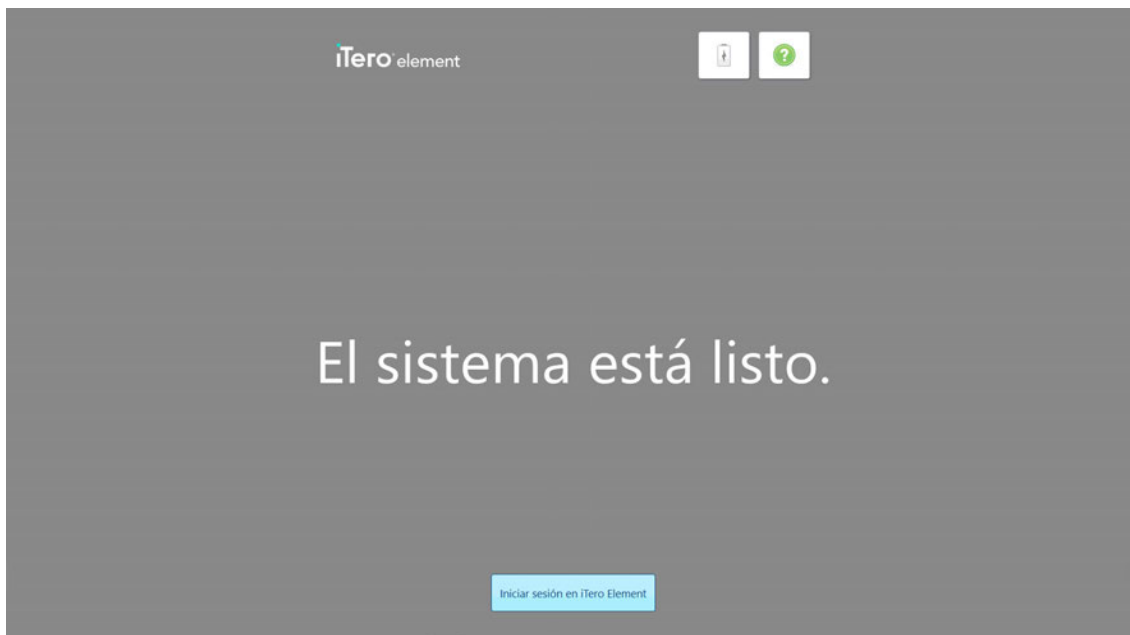 iTero element
?
El sistema está listo.
Iniciar sesión en iTero Element